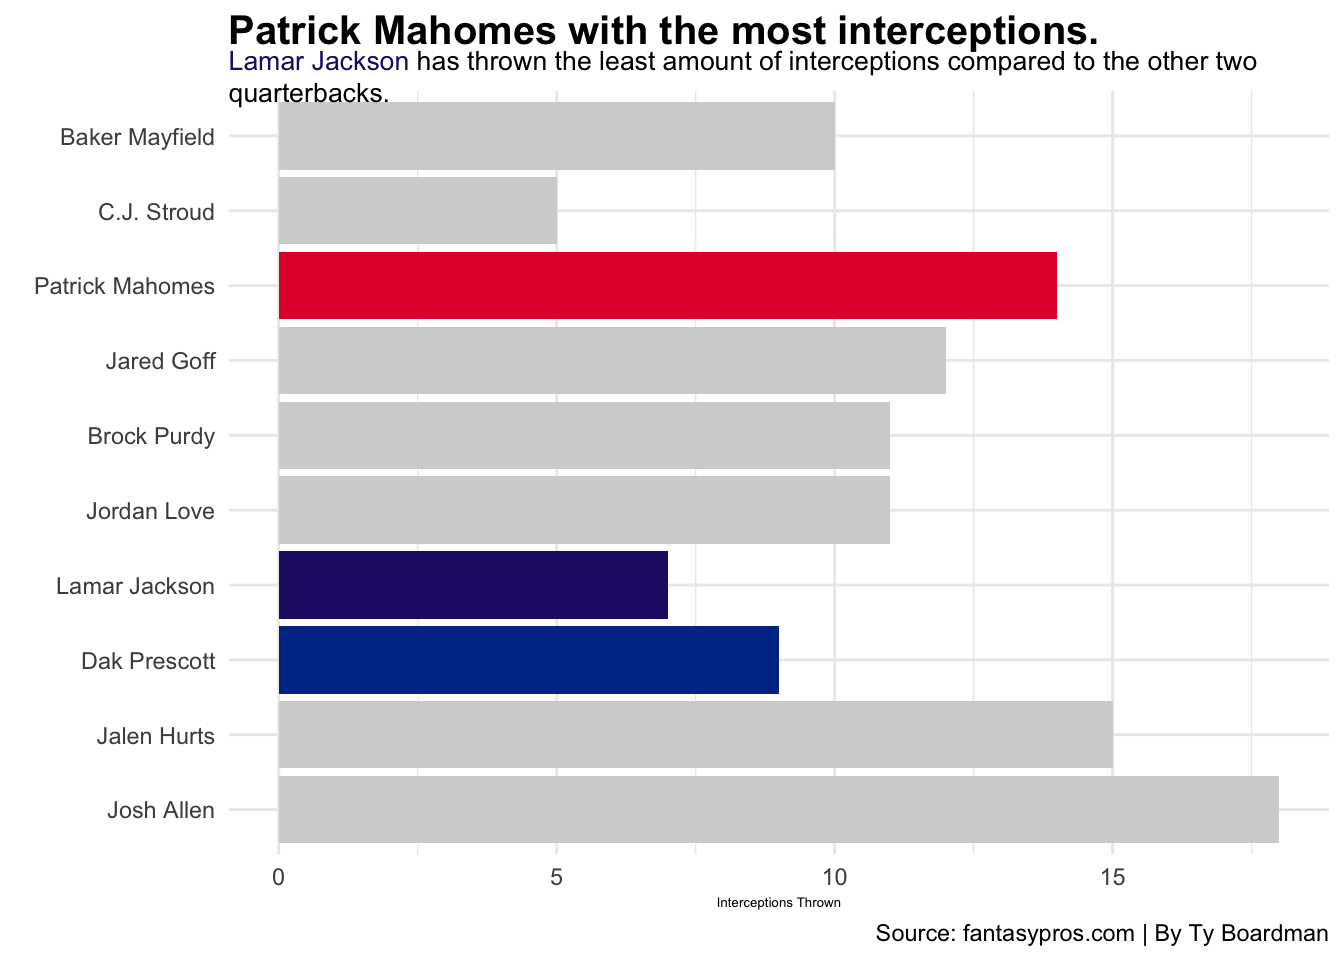 Patrick Mahomes with the most interceptions.
Lamar Jackson has thrown the least amount of interceptions compared to the other two
quarterbacks.
Baker Mayfield
C.J. Stroud
Patrick Mahomes
Jared Goff
Brock Purdy
Jordan Love
Lamar Jackson
Dak Prescott
Jalen Hurts
Josh Allen
0 5 10 15
Interceptions Thrown
Source: fantasypros.com | By Ty Boardman